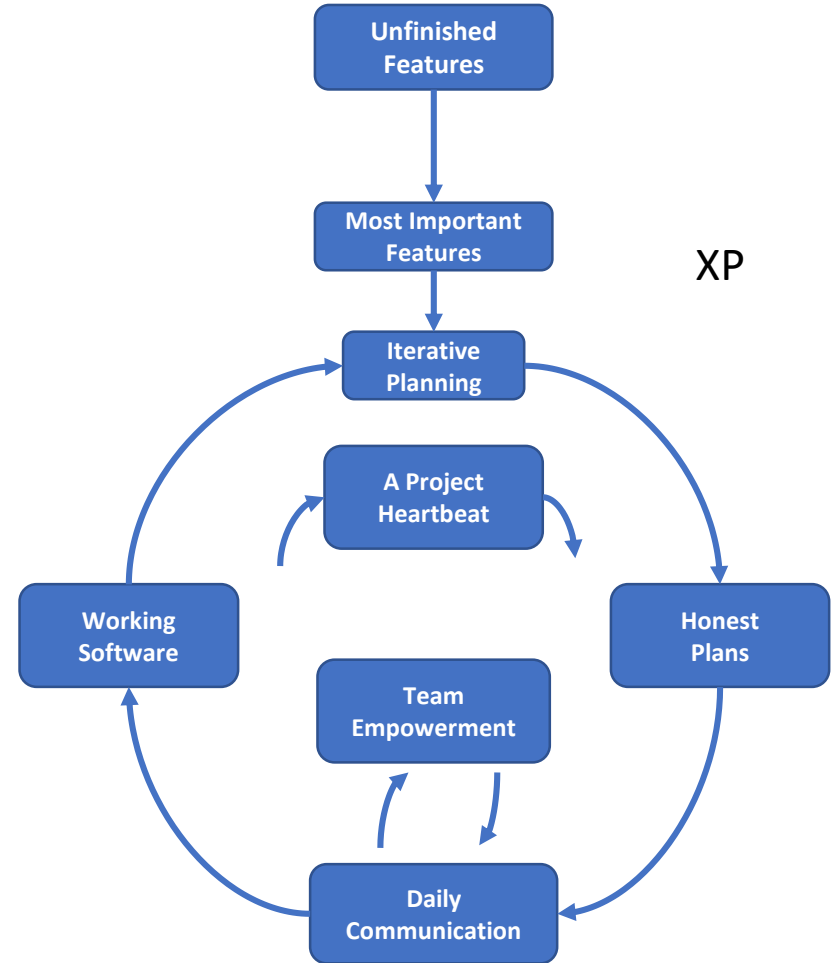 Unfinished
Features
Most Important
Features
XP
Iterative
Planning
A Project
Heartbeat
Working
Software
Honest
Plans
Team
Empowerment
Daily
Communication